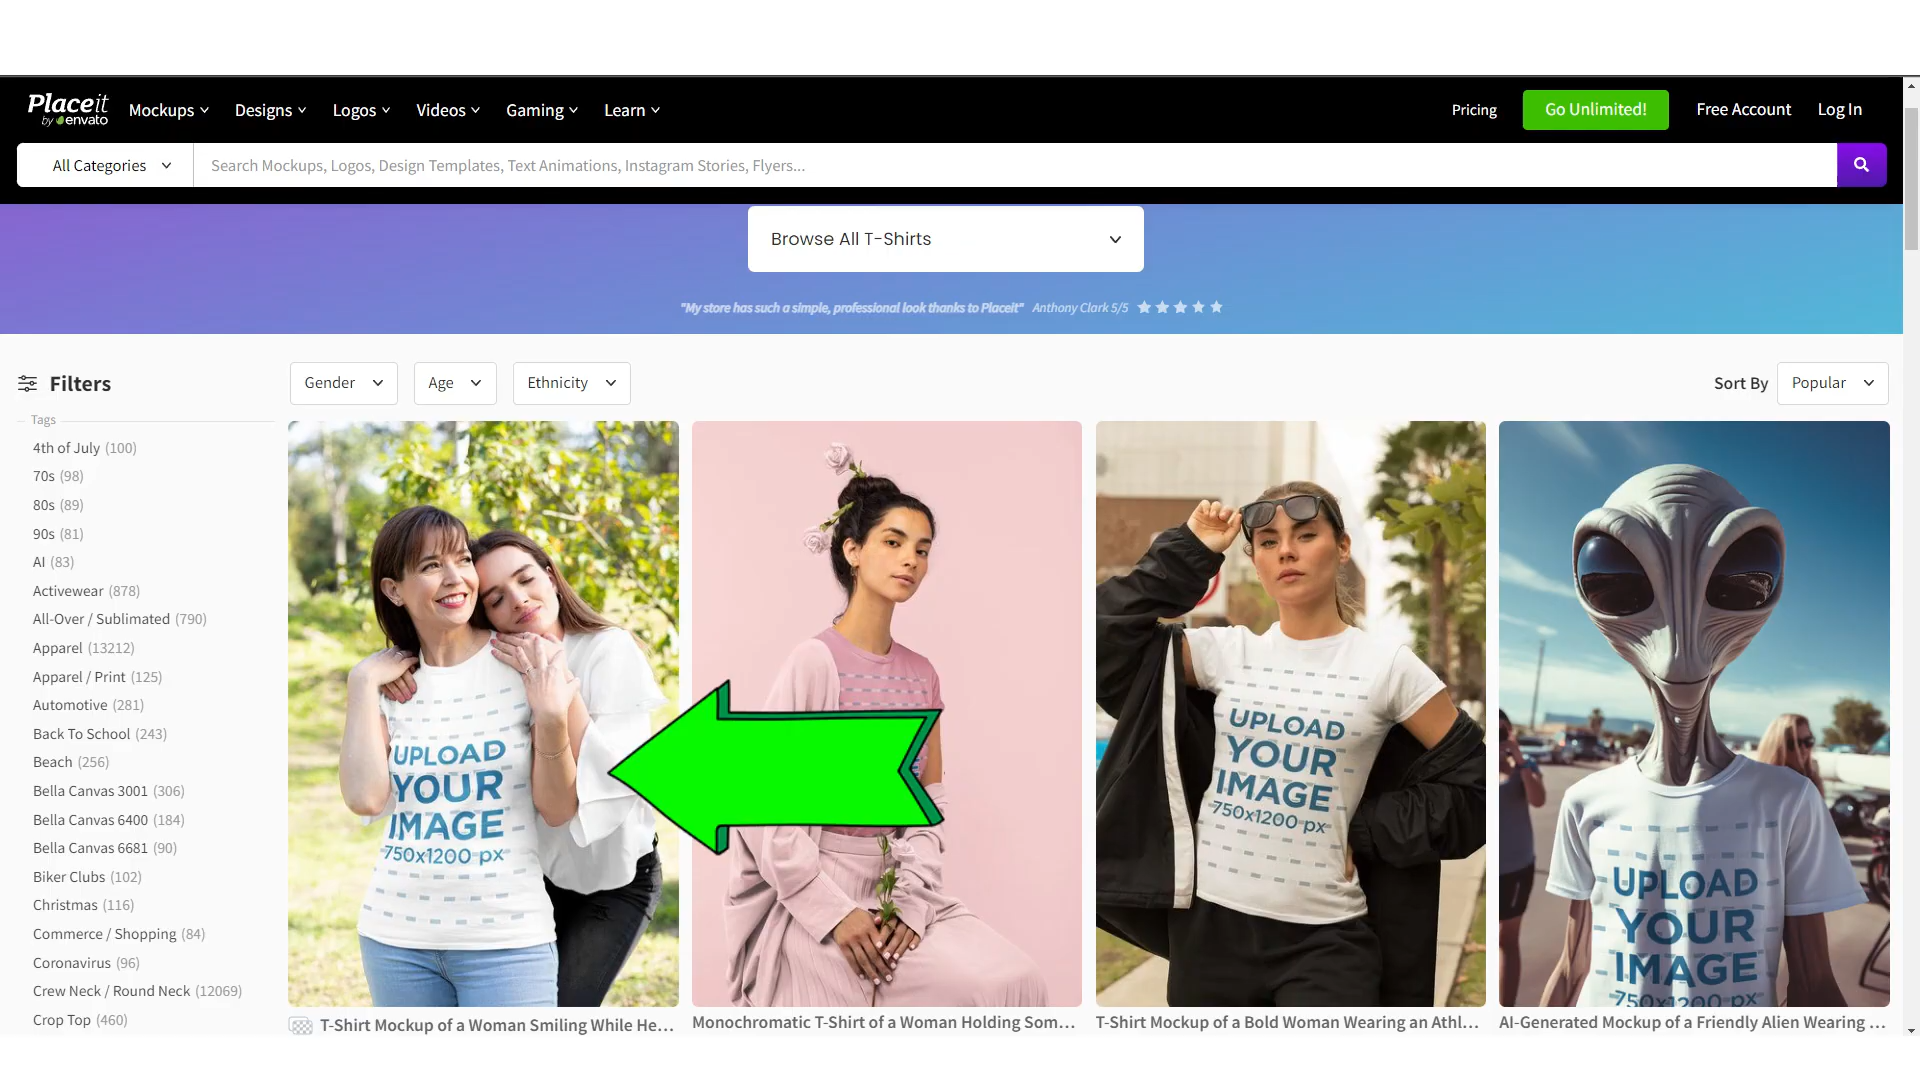 Placeit
by envato
Mockups
Designs
Logos
Videos
Gaming
Learn
Pricing
Go Unlimited!
Free Account
Log In
All Categories
Search Mockups, Logos, Design Templates, Text Animations, Instagram Stories, Flyers...
Browse All T-Shirts
"My store has such a simple, professional look thanks to Placeit" Anthony Clark 5/5
Filters
Gender
Age
Ethnicity
Sort By
Popular
Tags
4th of July (100)
70s (98)
80s (89)
90s (81)
AI (83)
Activewear (878)
All-Over / Sublimated (790)
Apparel (13212)
Apparel / Print (125)
Automotive (281)
Back To School (243)
Beach (256)
Bella Canvas 3001 (306)
Bella Canvas 6400 (184)
Bella Canvas 6681 (90)
Biker Clubs (102)
Christmas (116)
Commerce / Shopping (84)
Coronavirus (96)
Crew Neck / Round Neck (12069)
Crop Top (460)
UPLOAD
YOUR
IMAGE
750x1200 px
T-Shirt Mockup of a Woman Smiling While He...
Monochromatic T-Shirt of a Woman Holding Som...
UPLOAD
YOUR
IMAGE
750x1200 px
T-Shirt Mockup of a Bold Woman Wearing an Athl...
UPLOAD
YOUR
IMAGE
750x1200 px
AI-Generated Mockup of a Friendly Alien Wearing ...